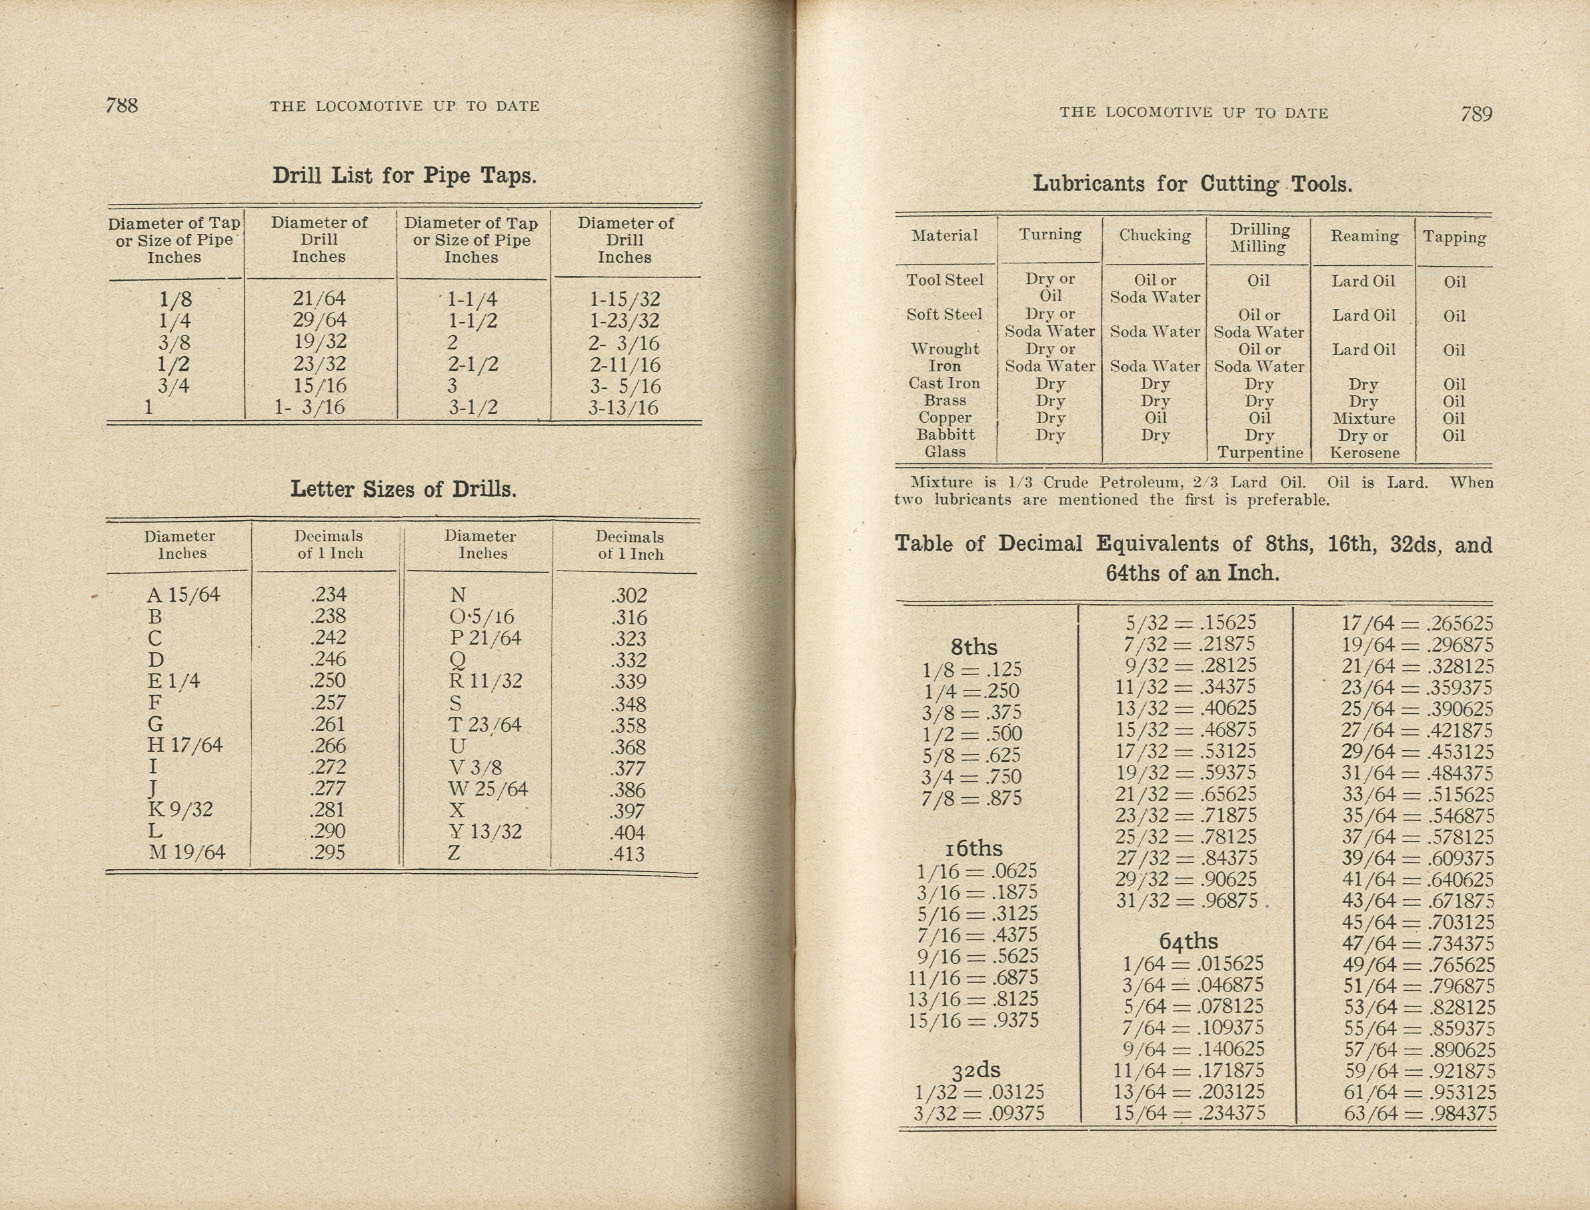 788
THE LOCOMOTIVE UP TO DATE
Drill List for Pipe Taps.
Diameter of Tap or Size of Pipe Inches | Diameter of Drill Inches | Diameter of Tap or Size of Pipe Inches | Diameter of Drill Inches
1/8 21/64 1-1/4 1-15/32
1/4 29/64 1-1/2 1-23/32
3/8 19/32 2 2- 3/16
1/2 23/32 2-1/2 2-11/16
3/4 15/16 3 3- 5/16
1 1- 3/16 3-1/2 3-13/16
Letter Sizes of Drills.
Diameter Inches | Decimals of 1 Inch | Diameter Inches | Decimals of 1 Inch
A 15/64 .234 N .302
B .238 O 5/16 .316
C .242 P 21/64 .323
D .246 Q .332
E 1/4 .250 R 11/32 .339
F .257 S .348
G .261 T 23/64 .358
H 17/64 .266 U .368
I .272 V 3/8 .377
J .277 W 25/64 .386
K 9/32 .281 X .397
L .290 Y 13/32 .404
M 19/64 .295 Z .413
THE LOCOMOTIVE UP TO DATE
789
Lubricants for Cutting Tools.
Material Turning Chucking Drilling Milling Reaming Tapping
Tool Steel Dry or Oil Oil or Soda Water Oil Lard Oil Oil
Soft Steel Dry or Soda Water Soda Water Oil or Soda Water Lard Oil Oil
Wrought Iron Dry or Soda Water Soda Water Oil or Soda Water Lard Oil Oil
Cast Iron Dry Dry Dry Dry Oil
Brass Dry Dry Dry Dry Oil
Copper Dry Oil Oil Mixture Oil
Babbitt Dry Dry Dry Dry or Oil
Glass Turpentine Kerosene
Mixture is 1/3 Crude Petroleum, 2/3 Lard Oil. Oil is Lard. When
two lubricants are mentioned the first is preferable.
Table of Decimal Equivalents of 8ths, 16th, 32ds, and
64ths of an Inch.
8ths
1/8 = .125
1/4 = .250
3/8 = .375
1/2 = .500
5/8 = .625
3/4 = .750
7/8 = .875
16ths
1/16 = .0625
3/16 = .1875
5/16 = .3125
7/16 = .4375
9/16 = .5625
11/16 = .6875
13/16 = .8125
15/16 = .9375
32ds
1/32 = .03125
3/32 = .09375
5/32 = .15625
7/32 = .21875
9/32 = .28125
11/32 = .34375
13/32 = .40625
15/32 = .46875
17/32 = .53125
19/32 = .59375
21/32 = .65625
23/32 = .71875
25/32 = .78125
27/32 = .84375
29/32 = .90625
31/32 = .96875
64ths
1/64 = .015625
3/64 = .046875
5/64 = .078125
7/64 = .109375
9/64 = .140625
11/64 = .171875
13/64 = .203125
15/64 = .234375
17/64 = .265625
19/64 = .296875
21/64 = .328125
23/64 = .359375
25/64 = .390625
27/64 = .421875
29/64 = .453125
31/64 = .484375
33/64 = .515625
35/64 = .546875
37/64 = .578125
39/64 = .609375
41/64 = .640625
43/64 = .671875
45/64 = .703125
47/64 = .734375
49/64 = .765625
51/64 = .796875
53/64 = .828125
55/64 = .859375
57/64 = .890625
59/64 = .921875
61/64 = .953125
63/64 = .984375